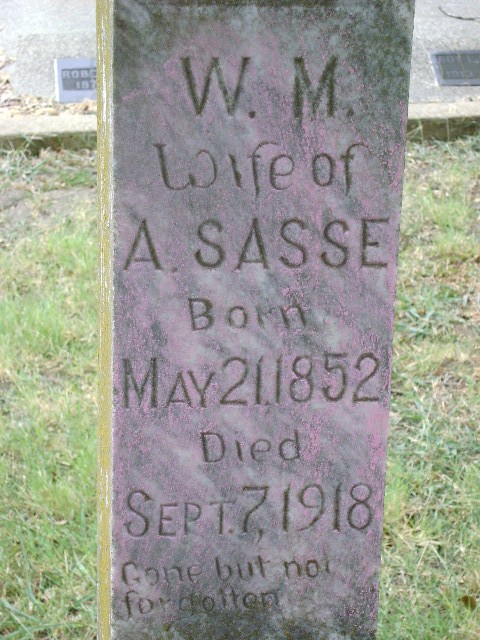 W. M.
Wife of
A. SASSE
Born
MAY 21, 1852
Died
SEPT. 7, 1918
Gone but not
forgotten